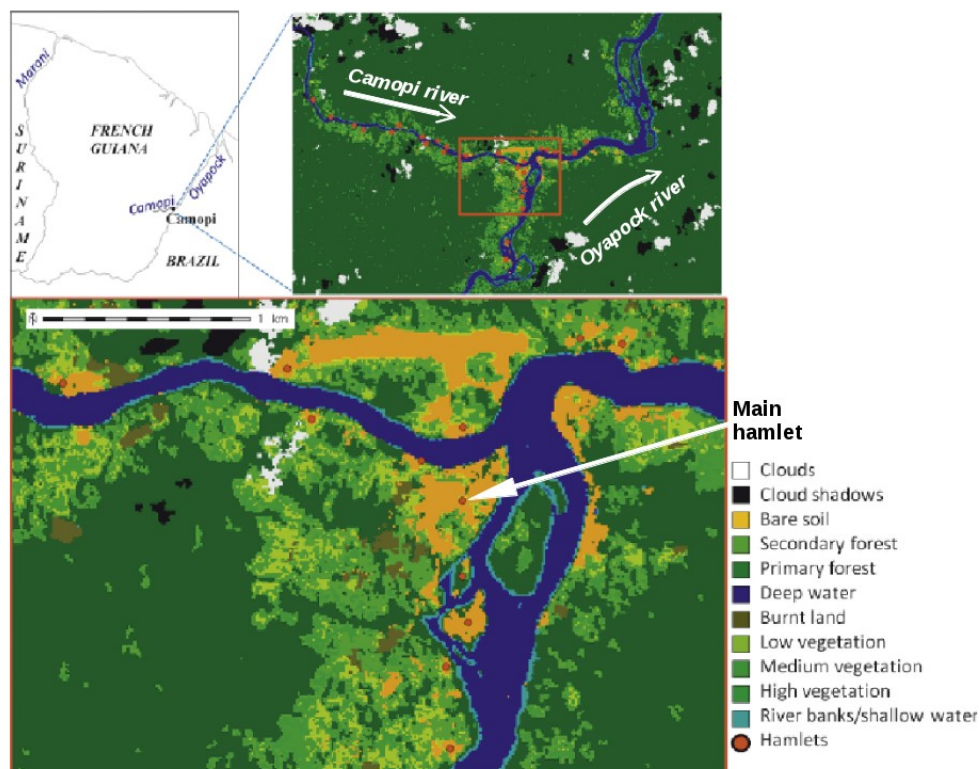 Maroni
SURINAME
FRENCH
GUIANA
Oyapock
Camopi
Camopi
BRAZIL
Camopi river
Oyapock river
N
1 km
Main
hamlet
Clouds
Cloud shadows
Bare soil
Secondary forest
Primary forest
Deep water
Burnt land
Low vegetation
Medium vegetation
High vegetation
River banks/shallow water
Hamlets